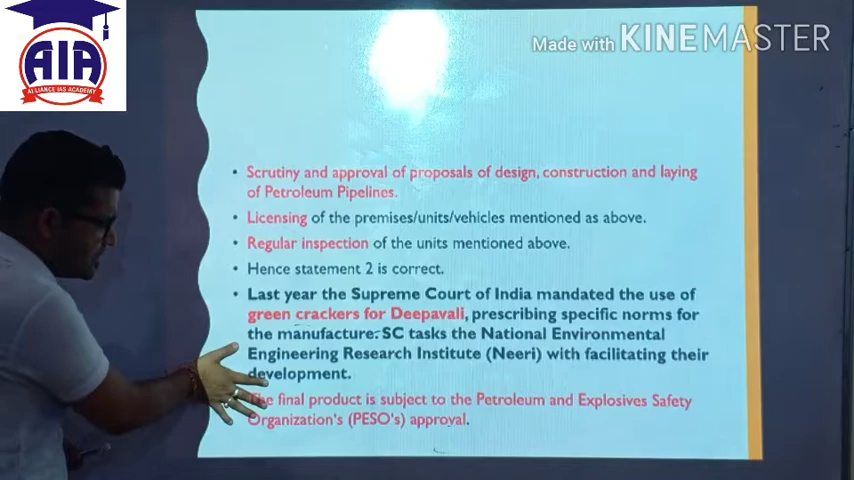 AIA
ALLIANCE IAS ACADEMY
Made with KINEMASTER
• Scrutiny and approval of proposals of design, construction and laying
of Petroleum Pipelines.
• Licensing of the premises/units/vehicles mentioned as above.
• Regular inspection of the units mentioned above.
• Hence statement 2 is correct.
• Last year the Supreme Court of India mandated the use of
green crackers for Deepavali, prescribing specific norms for
the manufacture. SC tasks the National Environmental
Engineering Research Institute (Neeri) with facilitating their
development.
The final product is subject to the Petroleum and Explosives Safety
Organization's (PESO's) approval.